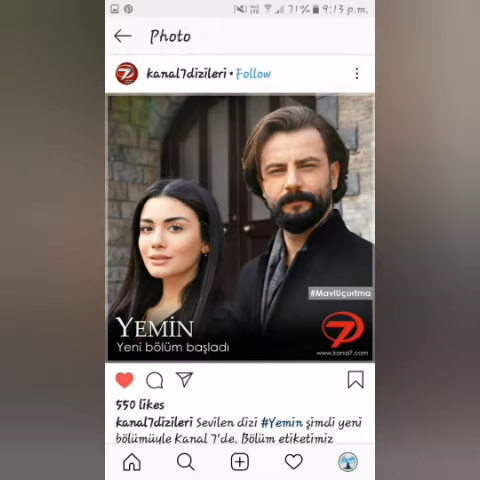 71% 9:13 p.m.
Photo
kanal7dizileri • Follow
#MaviUçurtma
YEMİN
Yeni bölüm başladı
7
www.kanal7.com
550 likes
kanal7dizileri Sevilen dizi #Yemin şimdi yeni
bölümüyle Kanal 7'de. Bölüm etiketimiz